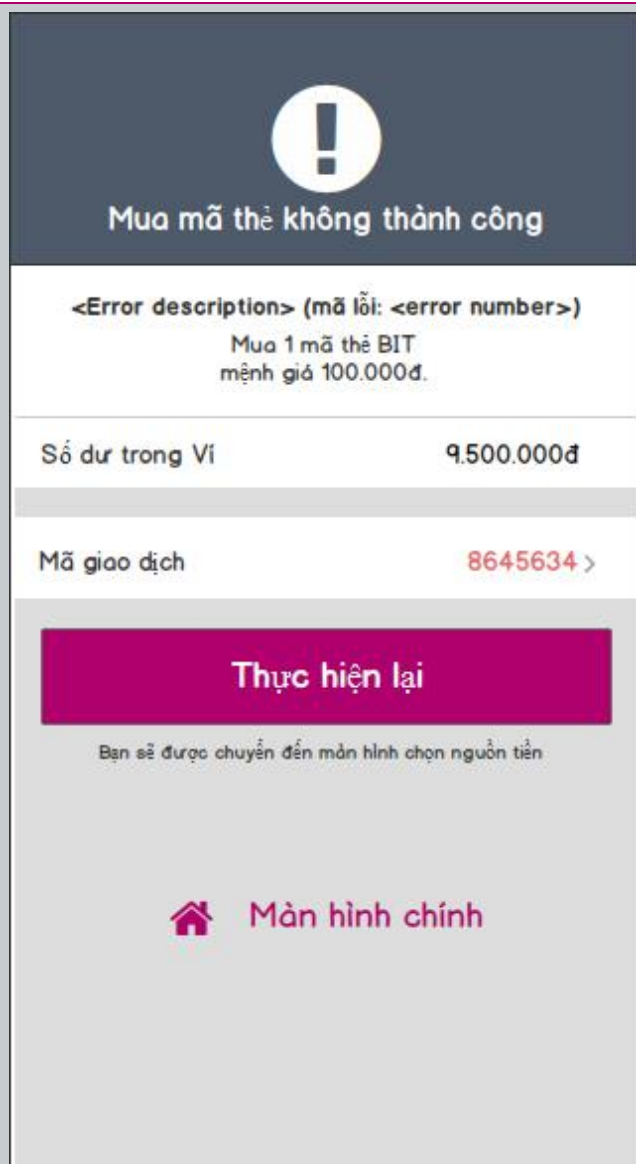 Mua mã thẻ không thành công
<Error description> (mã lỗi: <error number>)
Mua 1 mã thẻ BIT
mệnh giá 100.000đ.
Số dư trong Ví 9.500.000đ
Mã giao dịch 8645634 >
Thực hiện lại
Bạn sẽ được chuyển đến màn hình chọn nguồn tiền
Màn hình chính